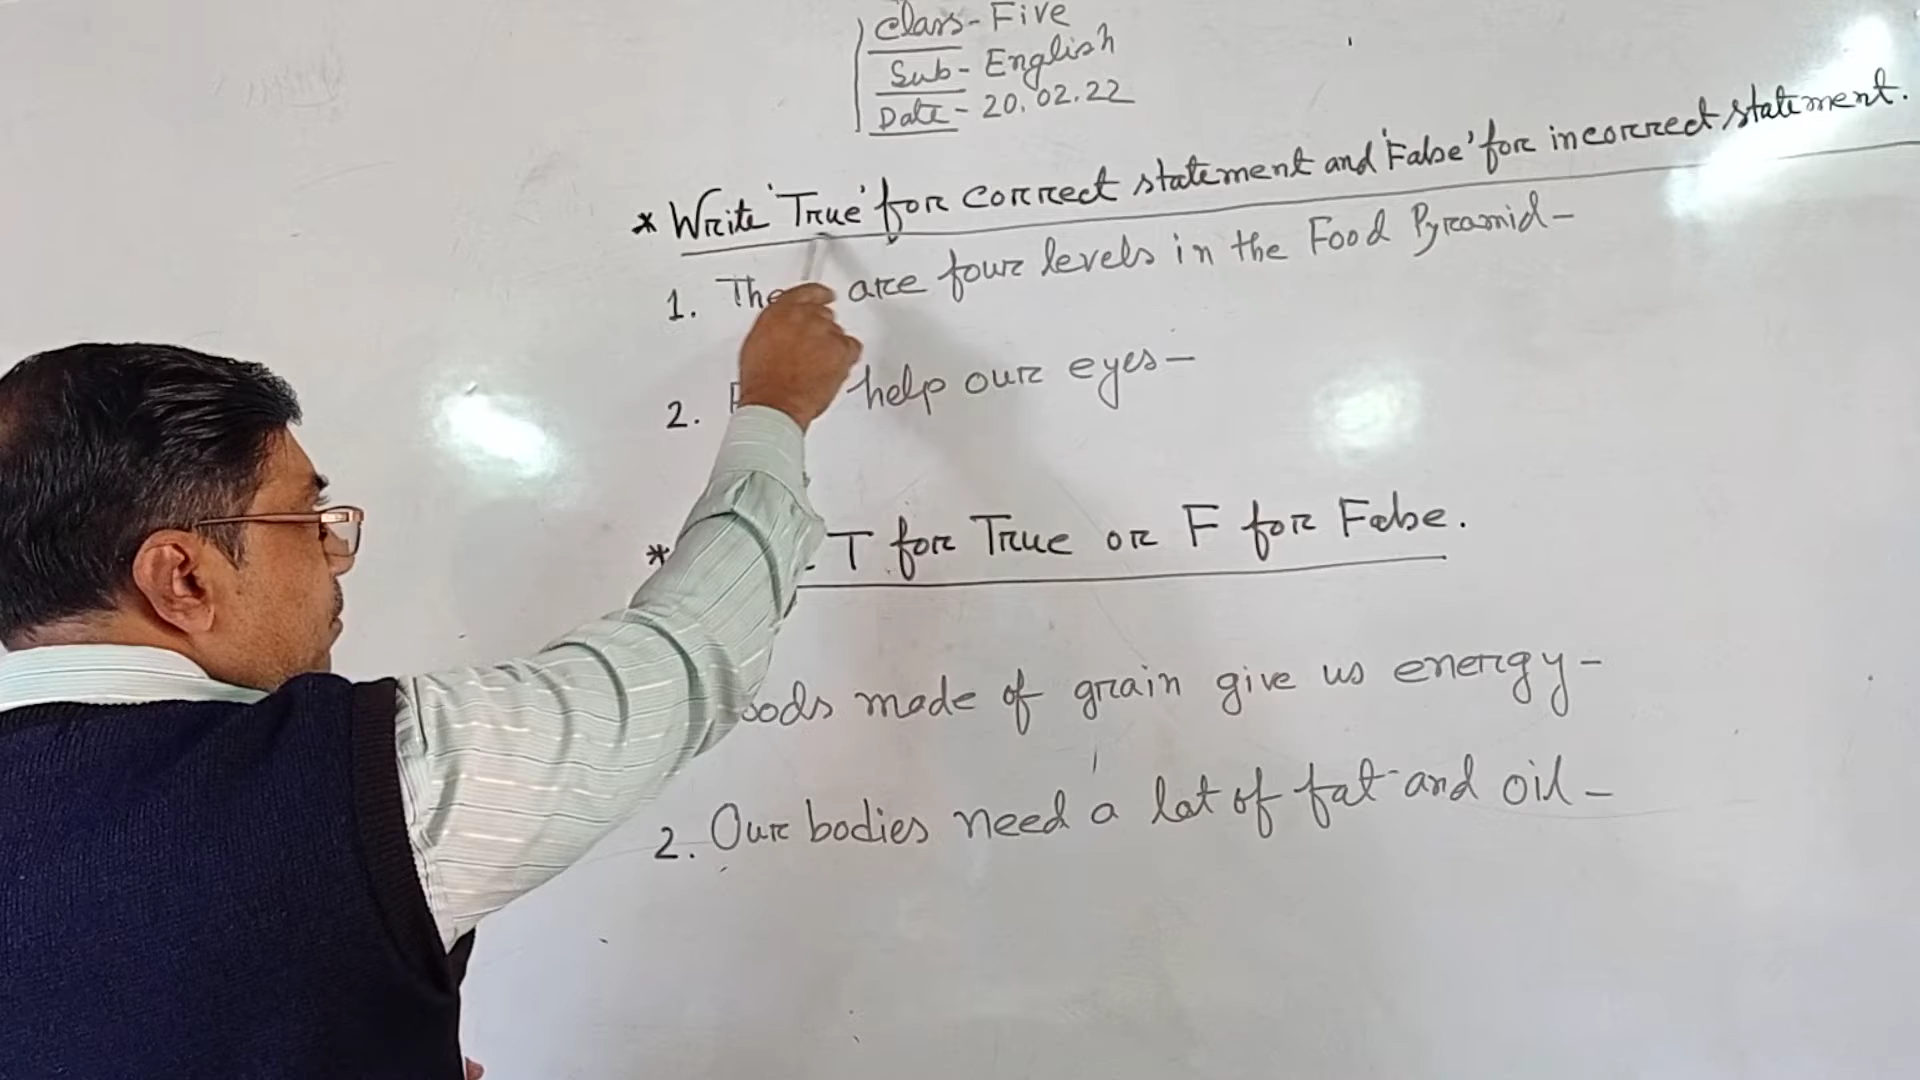 Class - Five
Sub - English
Date - 20.02.22
* Write 'True' for correct statement and 'False' for incorrect statement.
1. The are four levels in the Food Pyramid -
2. help our eyes -
* T for True or F for False.
made of grain give us energy -
2. Our bodies need a lot of fat and oil -